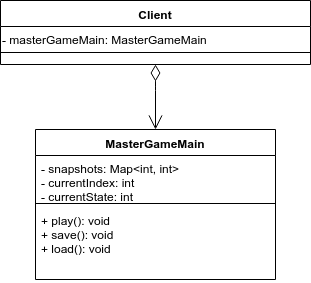 Client
- masterGameMain: MasterGameMain
MasterGameMain
- snapshots: Map<int, int>
- currentIndex: int
- currentState: int
+ play(): void
+ save(): void
+ load(): void